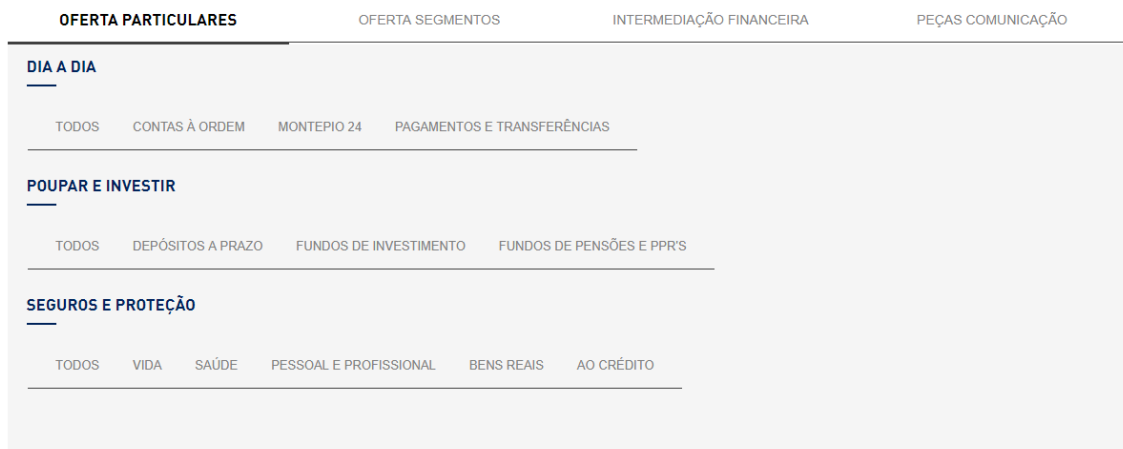 OFERTA PARTICULARES OFERTA SEGMENTOS INTERMEDIAÇÃO FINANCEIRA PEÇAS COMUNICAÇÃO
DIA A DIA
TODOS CONTAS À ORDEM MONTEPIO 24 PAGAMENTOS E TRANSFERÊNCIAS
POUPAR E INVESTIR
TODOS DEPÓSITOS A PRAZO FUNDOS DE INVESTIMENTO FUNDOS DE PENSÕES E PPR'S
SEGUROS E PROTEÇÃO
TODOS VIDA SAÚDE PESSOAL E PROFISSIONAL BENS REAIS AO CRÉDITO